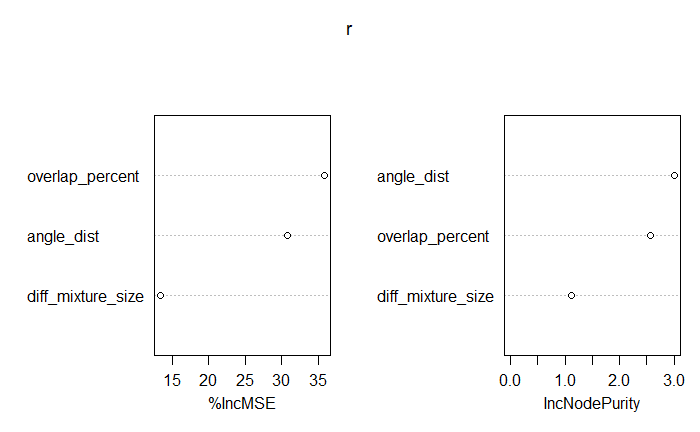 r
overlap_percent
angle_dist
diff_mixture_size
15 20 25 30 35
%IncMSE
angle_dist
overlap_percent
diff_mixture_size
0.0 1.0 2.0 3.0
IncNodePurity